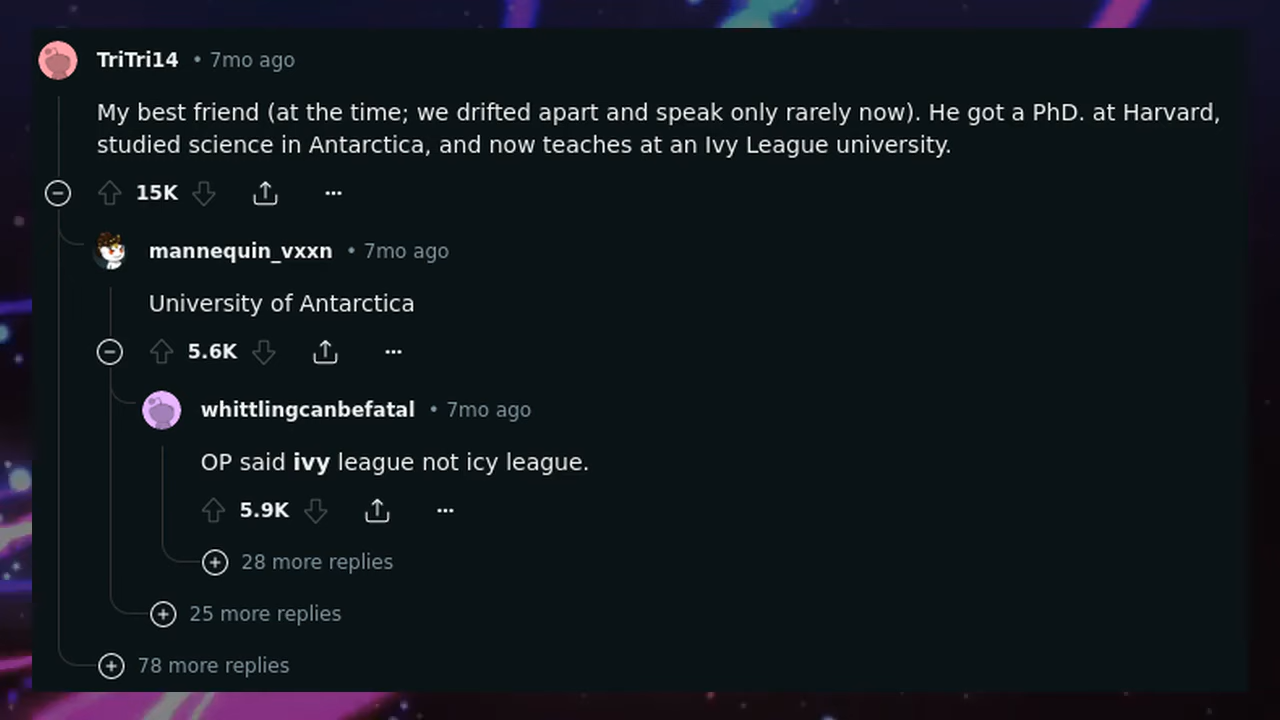 TriTri14 • 7mo ago
My best friend (at the time; we drifted apart and speak only rarely now). He got a PhD. at Harvard,
studied science in Antarctica, and now teaches at an Ivy League university.
15K
mannequin_vxxn • 7mo ago
University of Antarctica
5.6K
whittlingcanbefatal • 7mo ago
OP said ivy league not icy league.
5.9K
28 more replies
25 more replies
78 more replies